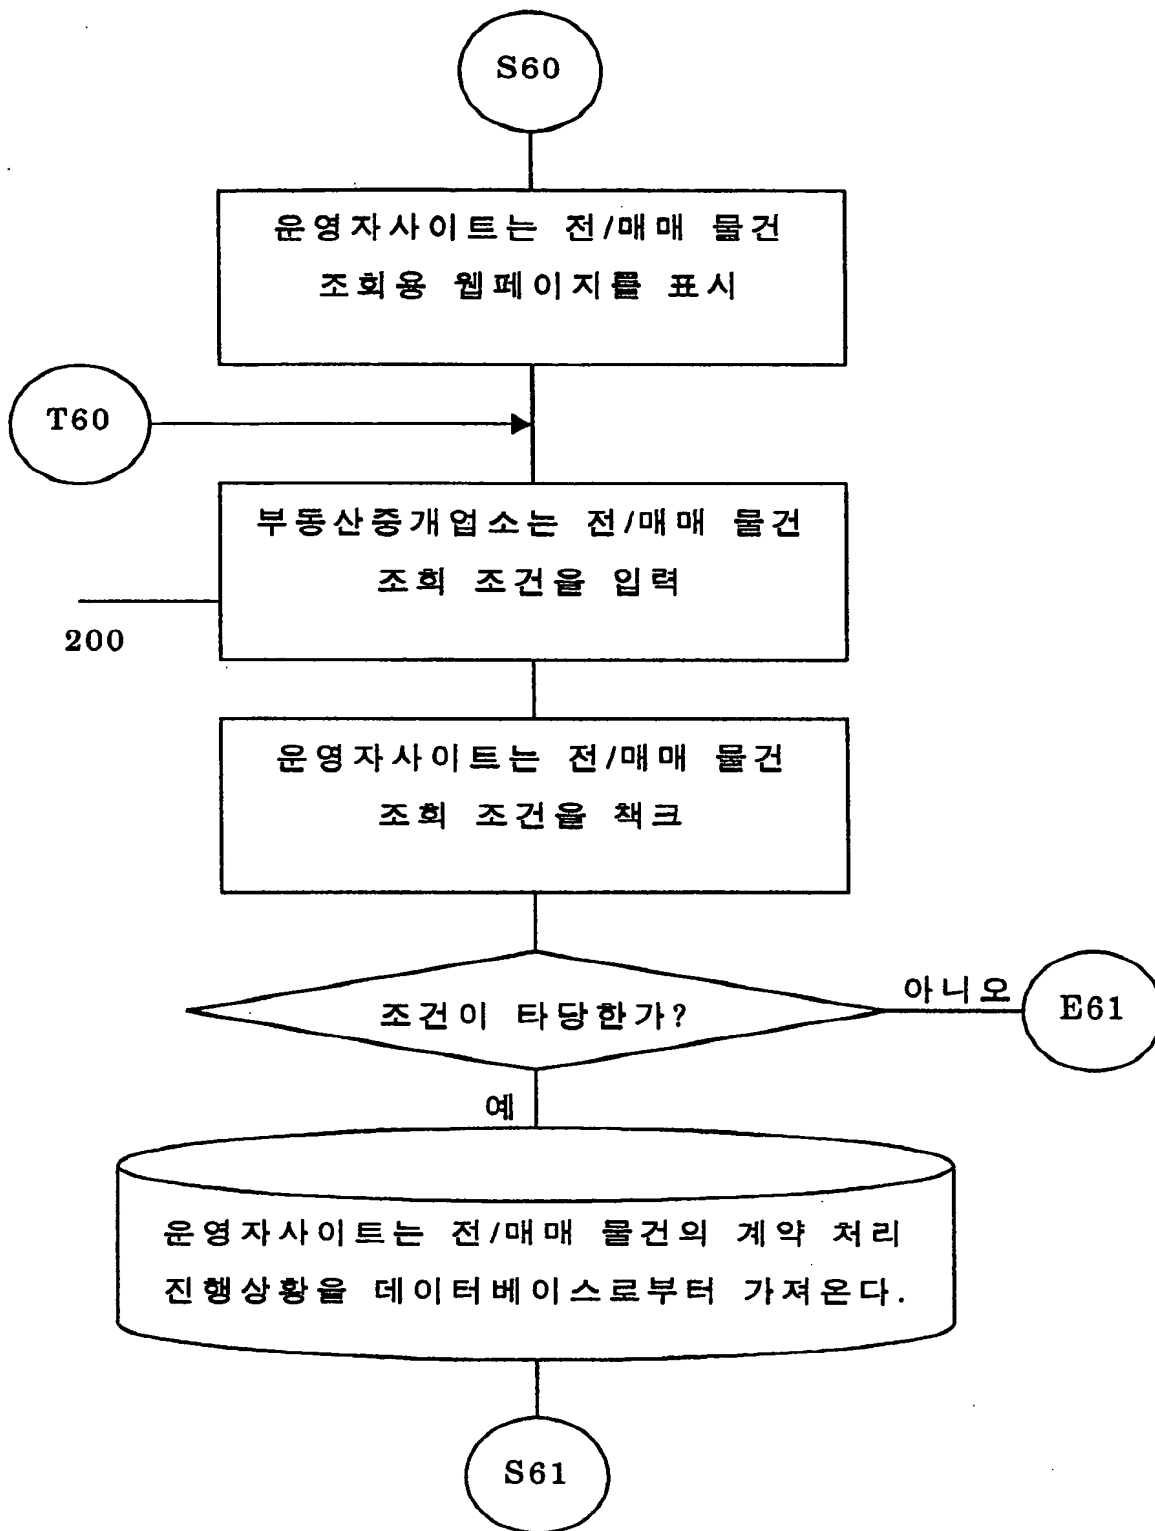 S60
운영자사이트는 전/매매 물건
조회용 웹페이지를 표시
T60
부동산중개업소는 전/매매 물건
조회 조건을 입력
200
운영자사이트는 전/매매 물건
조회 조건을 책크
조건이 타당한가?
아니오
E61
예
운영자사이트는 전/매매 물건의 계약 처리
진행상황을 데이터베이스로부터 가져온다.
S61